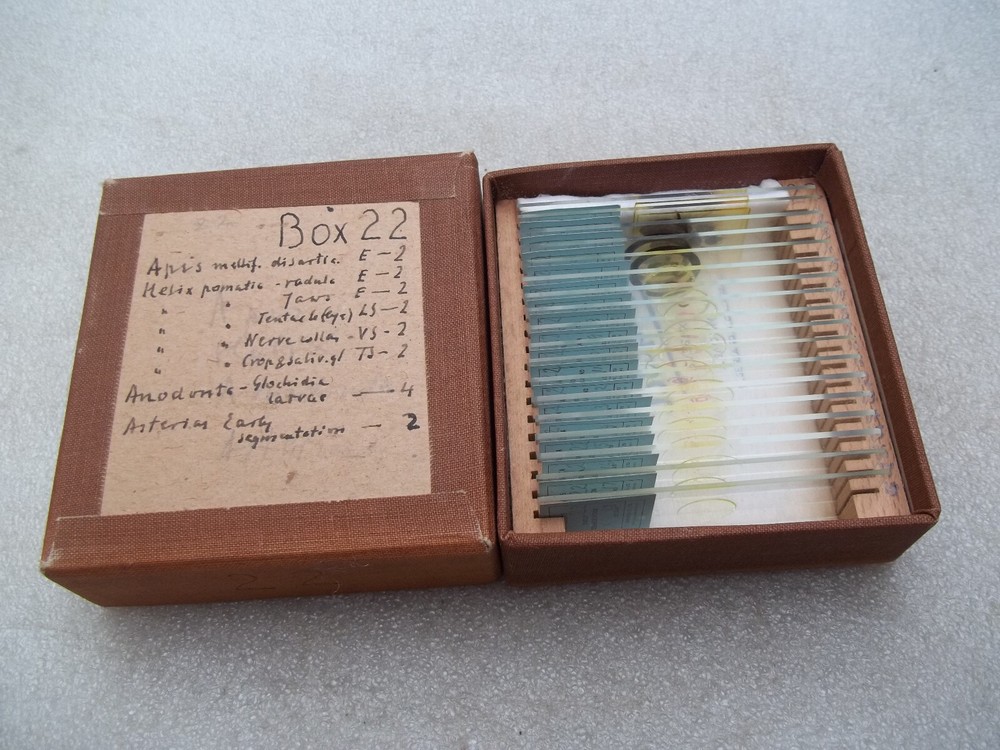 Box 22
Apis mellif. disartic. E - 2
Helix pomatia - radula E - 2
" " Jaws E - 2
" " Tentacle (eye) LS - 2
" " Nerve collar - VS - 2
" " Crop & saliv. gl TS - 2
Anodonta - Glochidia
larvae — 4
Asterias Early
segmentation — 2